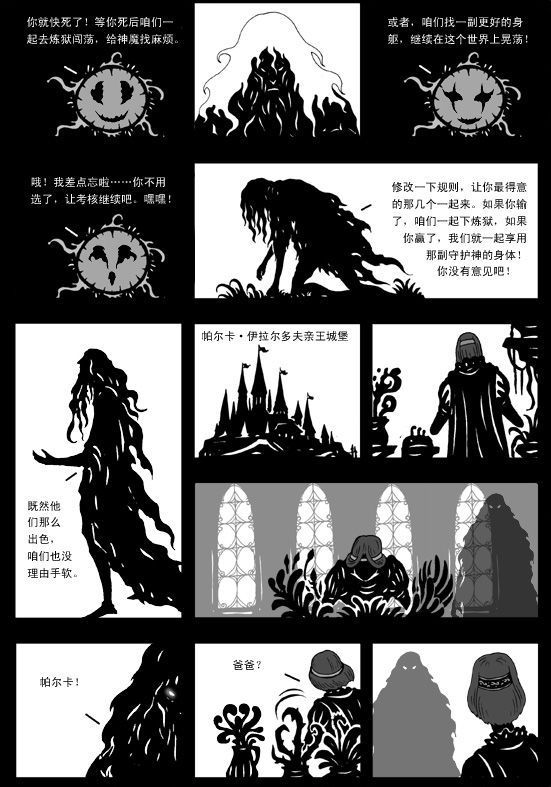 你就快死了！等你死后咱们一
起去炼狱闯荡，给神魔找麻烦。
或者，咱们找一副更好的身
躯，继续在这个世界上晃荡！
哦！我差点忘啦……你不用
选了，让考核继续吧。嘿嘿！
修改一下规则，让你最得意
的那几个一起来。如果你输
了，咱们一起下炼狱，如果
你赢了，我们就一起享用
那副守护神的身体！
你没有意见吧！
既然他
们那么
出色，
咱们也没
理由手软。
帕尔卡·伊拉尔多夫亲王城堡
帕尔卡！
爸爸？